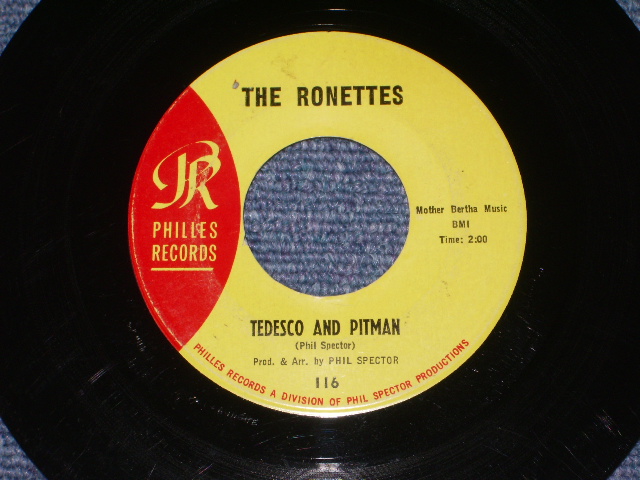 THE RONETTES
PR
PHILLES
RECORDS
Mother Bertha Music
BMI
Time: 2:00
TEDESCO AND PITMAN
(Phil Spector)
Prod. & Arr. by PHIL SPECTOR
116
PHILLES RECORDS A DIVISION OF PHIL SPECTOR PRODUCTIONS